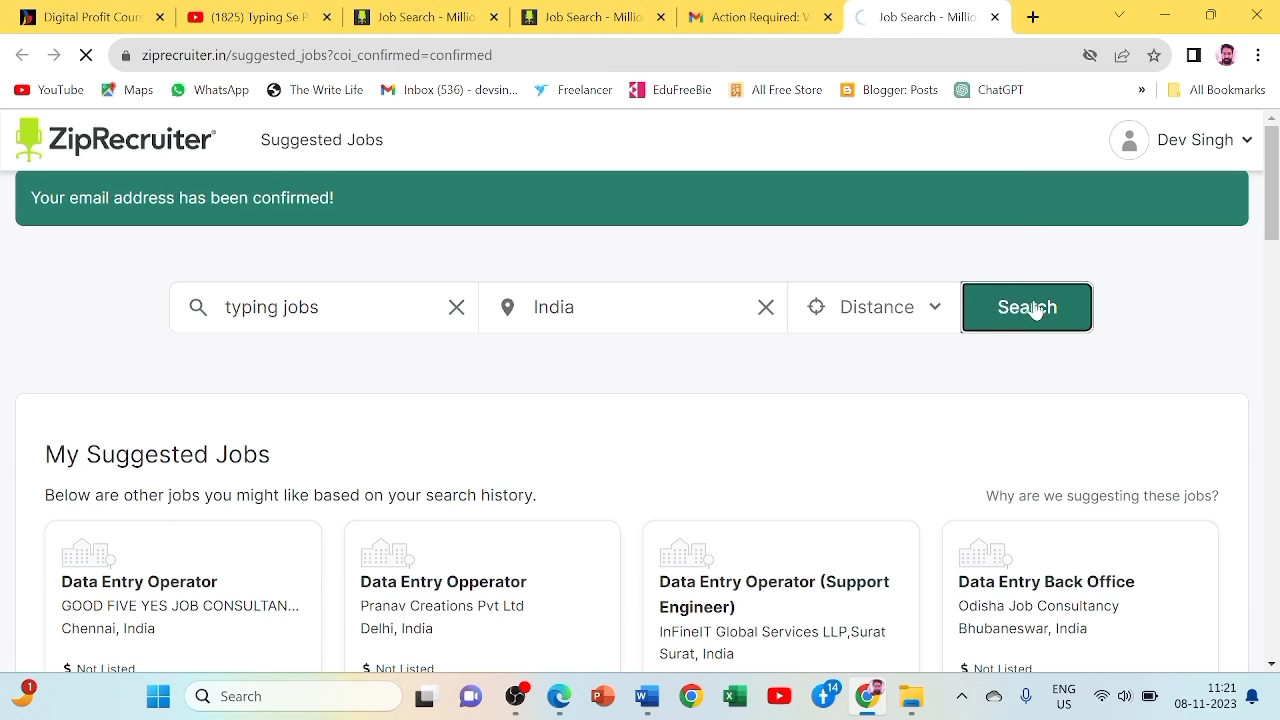 Digital Profit Cours
(1825) Typing Se P
Job Search - Millio
Job Search - Millio
Action Required: V
Job Search - Millio
ziprecruiter.in/suggested_jobs?coi_confirmed=confirmed
YouTube
Maps
WhatsApp
The Write Life
Inbox (536) - devsin...
Freelancer
EduFreeBie
All Free Store
Blogger: Posts
ChatGPT
»
All Bookmarks
ZipRecruiter
Suggested Jobs
Dev Singh
Your email address has been confirmed!
typing jobs
India
Distance
Search
My Suggested Jobs
Below are other jobs you might like based on your search history.
Why are we suggesting these jobs?
Data Entry Operator
GOOD FIVE YES JOB CONSULTAN...
Chennai, India
$ Not Listed
Data Entry Opperator
Pranav Creations Pvt Ltd
Delhi, India
$ Not Listed
Data Entry Operator (Support
Engineer)
InFineIT Global Services LLP,Surat
Surat, India
Data Entry Back Office
Odisha Job Consultancy
Bhubaneswar, India
$ Not Listed
1
Search
14
ENG
US
11:21
08-11-2023